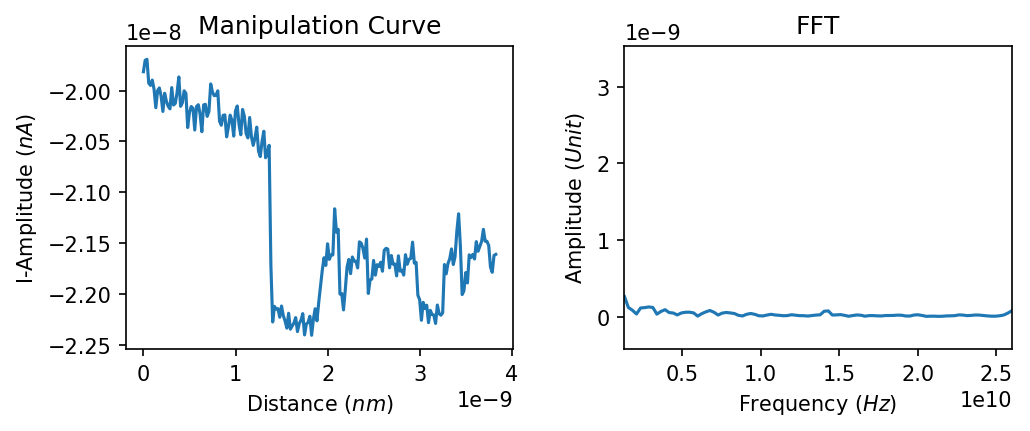 Manipulation Curve
1e−8
−2.00
−2.05
−2.10
−2.15
−2.20
−2.25
I-Amplitude (nA)
0
1
2
3
4
1e−9
Distance (nm)
FFT
1e−9
3
2
1
0
Amplitude (Unit)
0.5
1.0
1.5
2.0
2.5
1e10
Frequency (Hz)